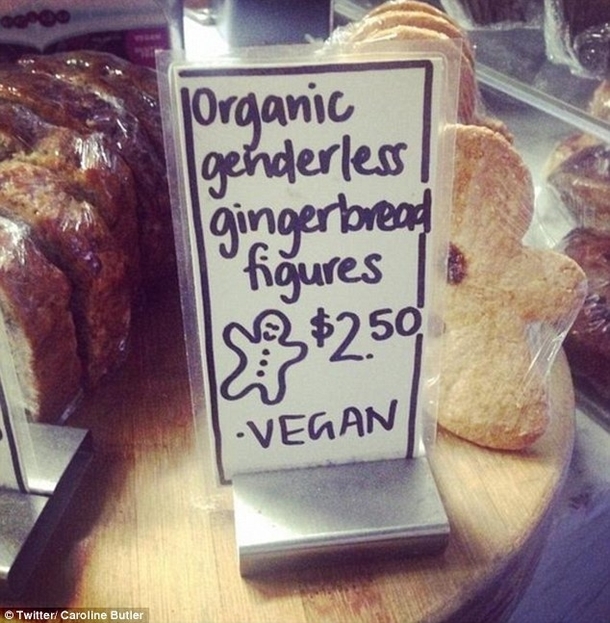 Organic
genderless
gingerbread
figures
$2.50
·VEGAN
© Twitter/ Caroline Butler